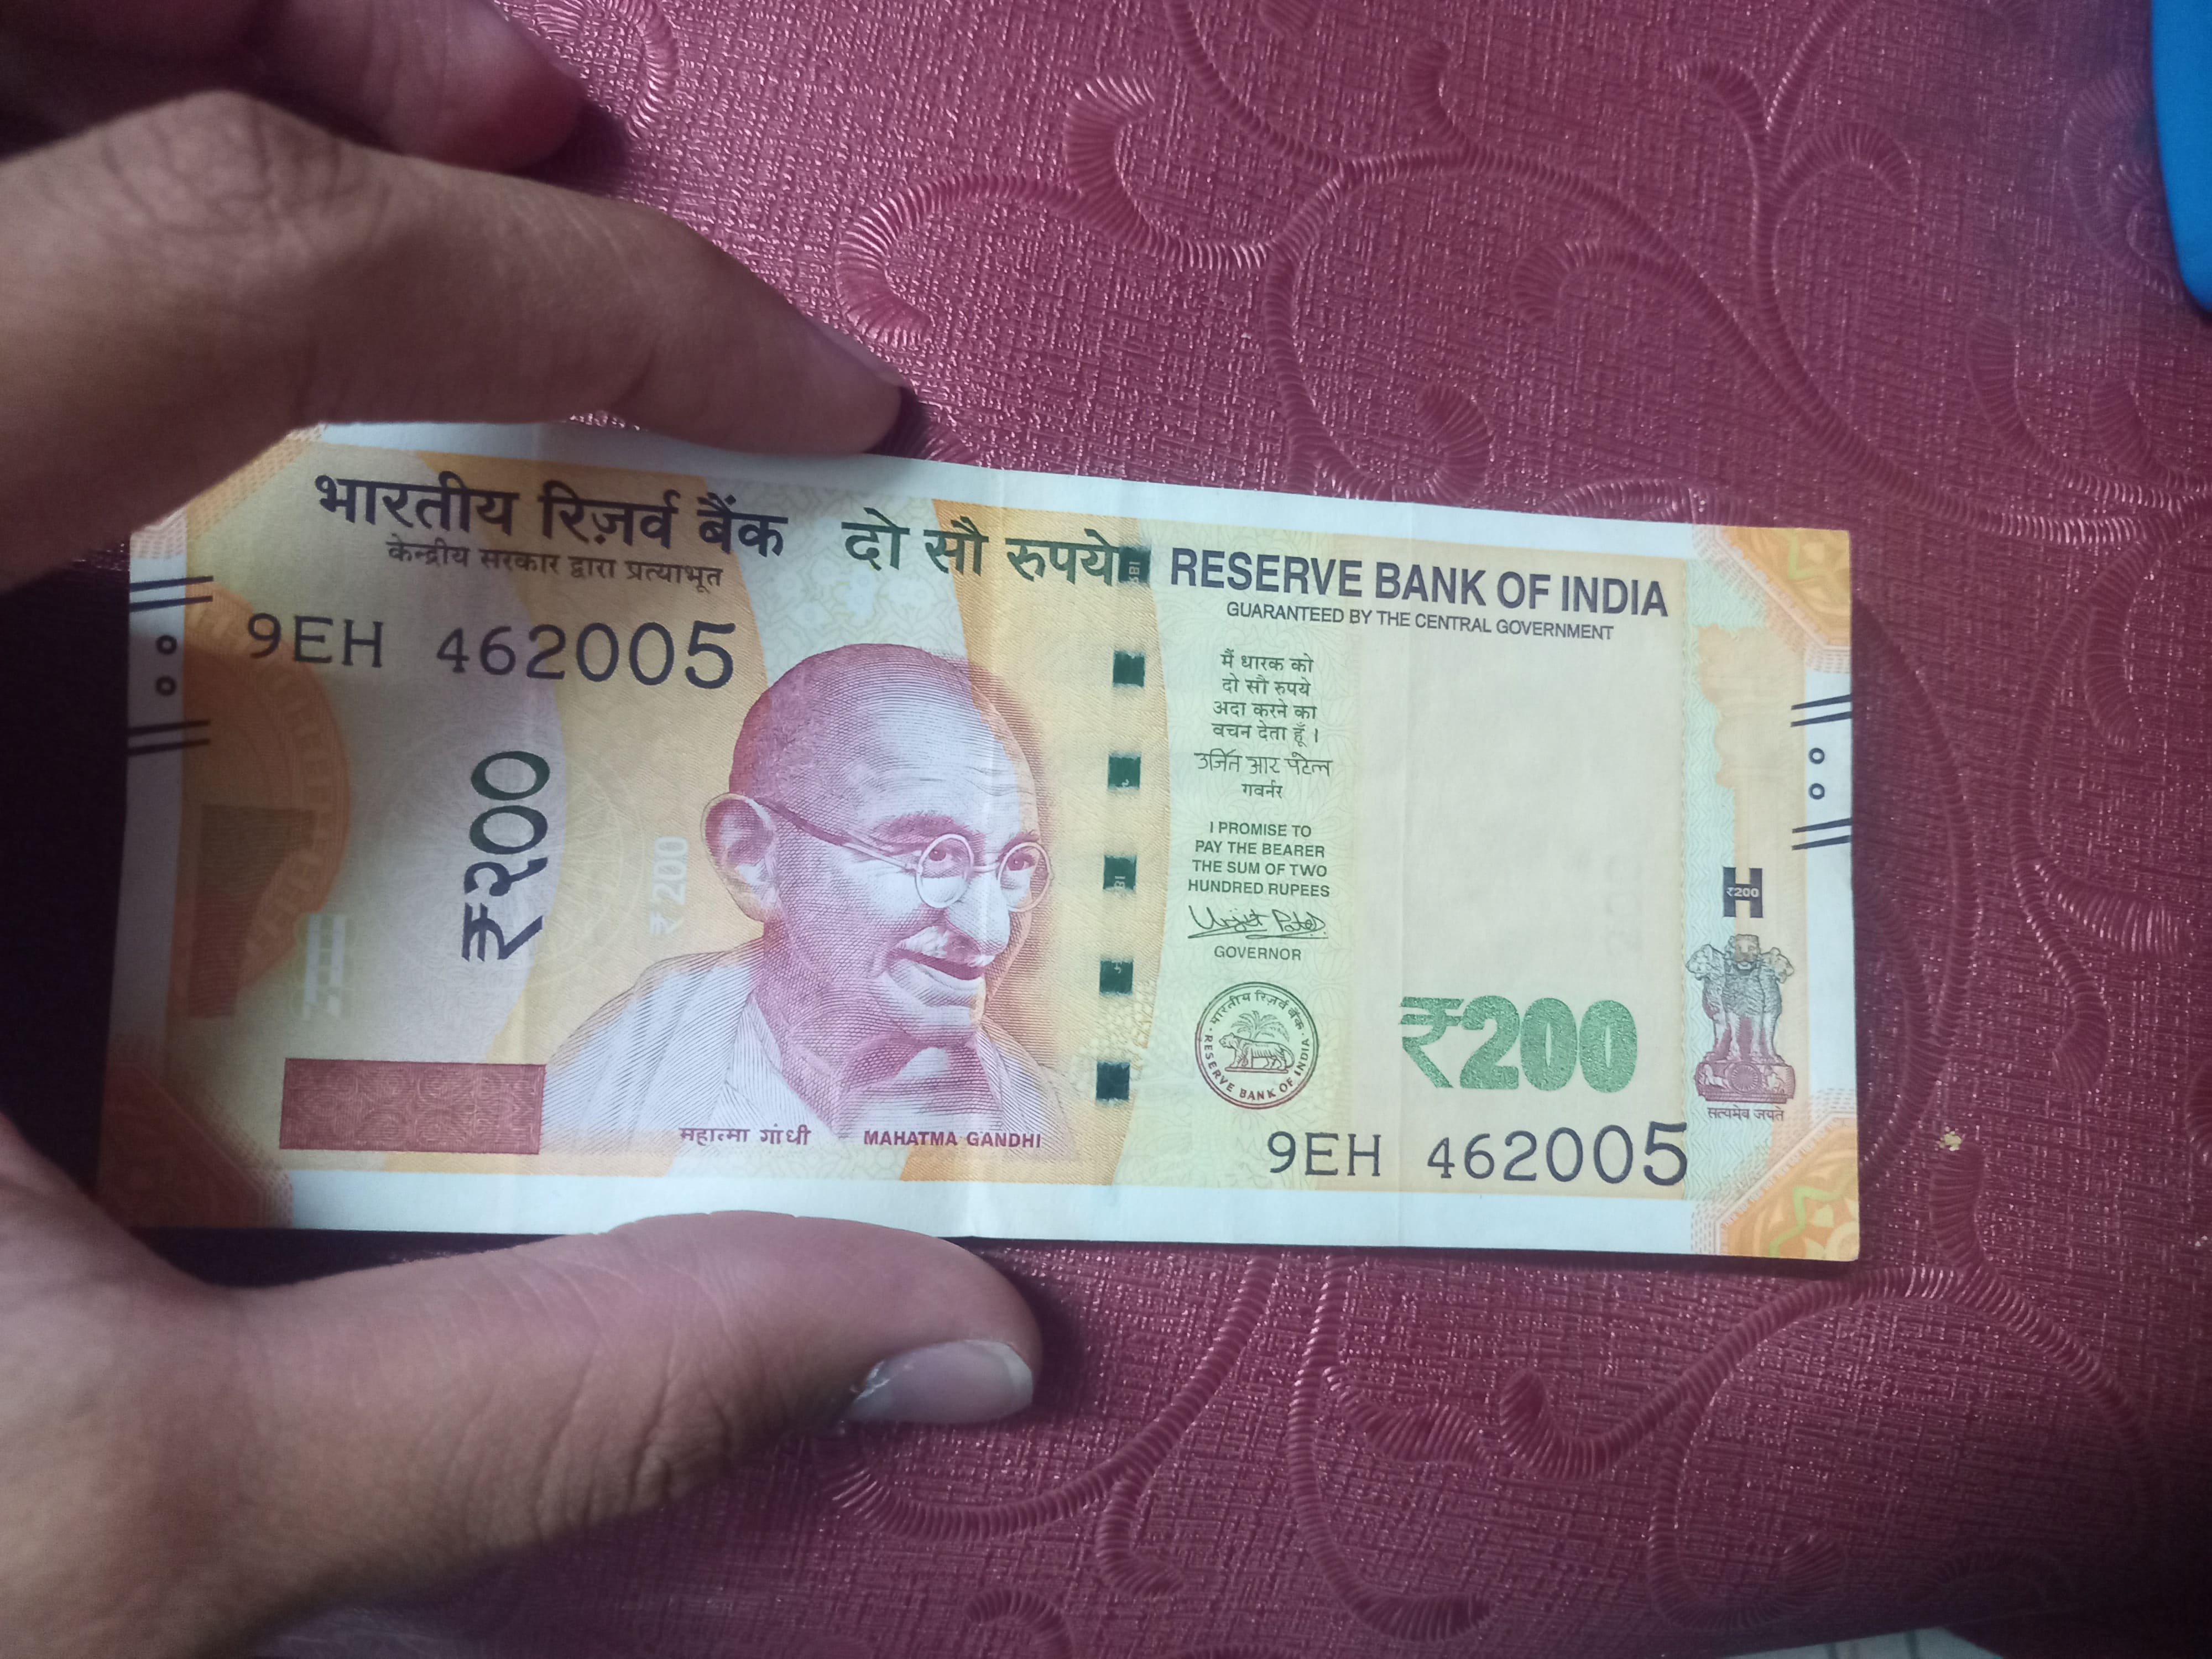 भारतीय रिज़र्व बैंक
केन्द्रीय सरकार द्वारा प्रत्याभूत
दो सौ रुपये
RESERVE BANK OF INDIA
GUARANTEED BY THE CENTRAL GOVERNMENT
9EH 462005
₹२००
₹ 200
मैं धारक को
दो सौ रुपये
अदा करने का
वचन देता हूँ ।
उर्जित आर पटेल
गवर्नर
I PROMISE TO
PAY THE BEARER
THE SUM OF TWO
HUNDRED RUPEES
Urjit Patel
GOVERNOR
भारतीय रिज़र्व बैंक
RESERVE BANK OF INDIA
₹200
H
₹200
सत्यमेव जयते
महात्मा गांधी
MAHATMA GANDHI
9EH 462005